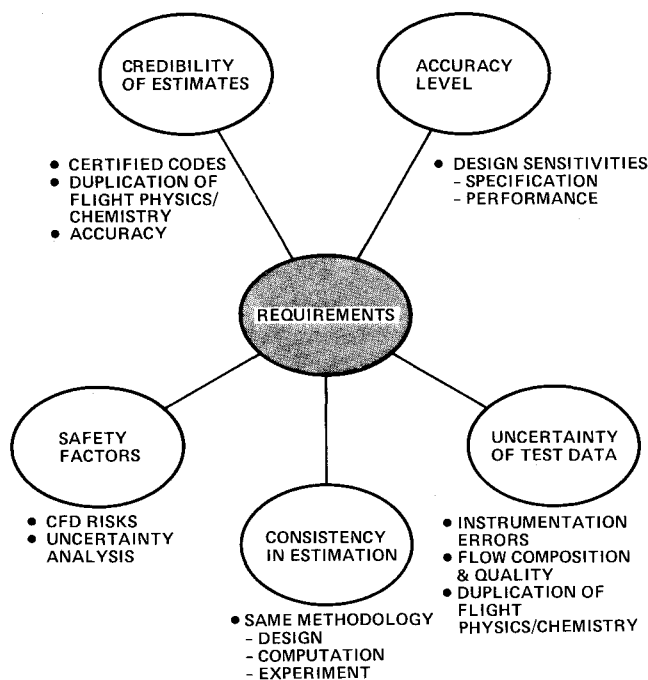 CREDIBILITY
OF ESTIMATES
● CERTIFIED CODES
● DUPLICATION OF
FLIGHT PHYSICS/
CHEMISTRY
● ACCURACY
ACCURACY
LEVEL
● DESIGN SENSITIVITIES
- SPECIFICATION
- PERFORMANCE
REQUIREMENTS
SAFETY
FACTORS
● CFD RISKS
● UNCERTAINTY
ANALYSIS
CONSISTENCY
IN ESTIMATION
● SAME METHODOLOGY
- DESIGN
- COMPUTATION
- EXPERIMENT
UNCERTAINTY
OF TEST DATA
● INSTRUMENTATION
ERRORS
● FLOW COMPOSITION
& QUALITY
● DUPLICATION OF
FLIGHT
PHYSICS/CHEMISTRY